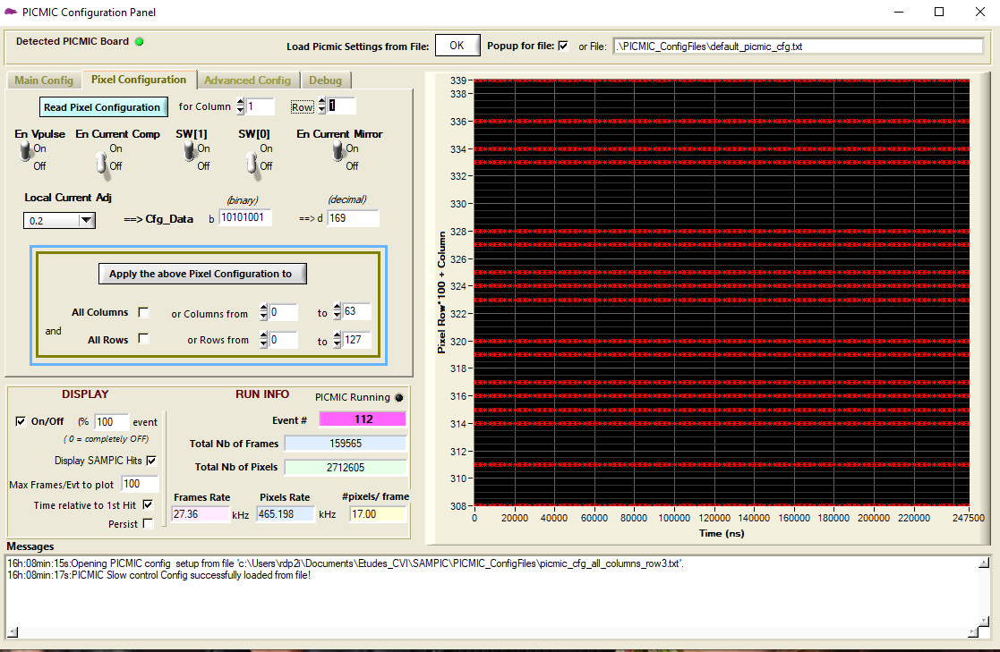 PICMIC Configuration Panel
Detected PICMIC Board
Load Picmic Settings from File: OK Popup for file: or File: .\PICMIC_ConfigFiles\default_picmic_cfg.txt
Main Config Pixel Configuration Advanced Config Debug
Read Pixel Configuration for Column 1 Row 1
En Vpulse En Current Comp SW[1] SW[0] En Current Mirror
On On On On On
Off Off Off Off Off
Local Current Adj (binary) (decimal)
0.2 ==> Cfg_Data b 10101001 ==> d 169
Apply the above Pixel Configuration to
All Columns or Columns from 0 to 63
and
All Rows or Rows from 0 to 127
DISPLAY
On/Off (% 100 event
( 0 = completely OFF)
Display SAMPIC Hits
Max Frames/Evt to plot 100
Time relative to 1st Hit
Persist
RUN INFO PICMIC Running
Event # 112
Total Nb of Frames 159565
Total Nb of Pixels 2712605
Frames Rate Pixels Rate #pixels/ frame
27.36 kHz 465.198 kHz 17.00
Pixel Row*100 + Column
339
338
336
334
332
330
328
326
324
322
320
318
316
314
312
310
308
0 20000 40000 60000 80000 100000 120000 140000 160000 180000 200000 220000 247500
Time (ns)
Messages
16h:08min:15s:Opening PICMIC config setup from file 'c:\Users\rdp2i\Documents\Etudes_CVI\SAMPIC\PICMIC_ConfigFiles\picmic_cfg_all_columns_row3.txt'.
16h:08min:17s:PICMIC Slow control Config successfully loaded from file!